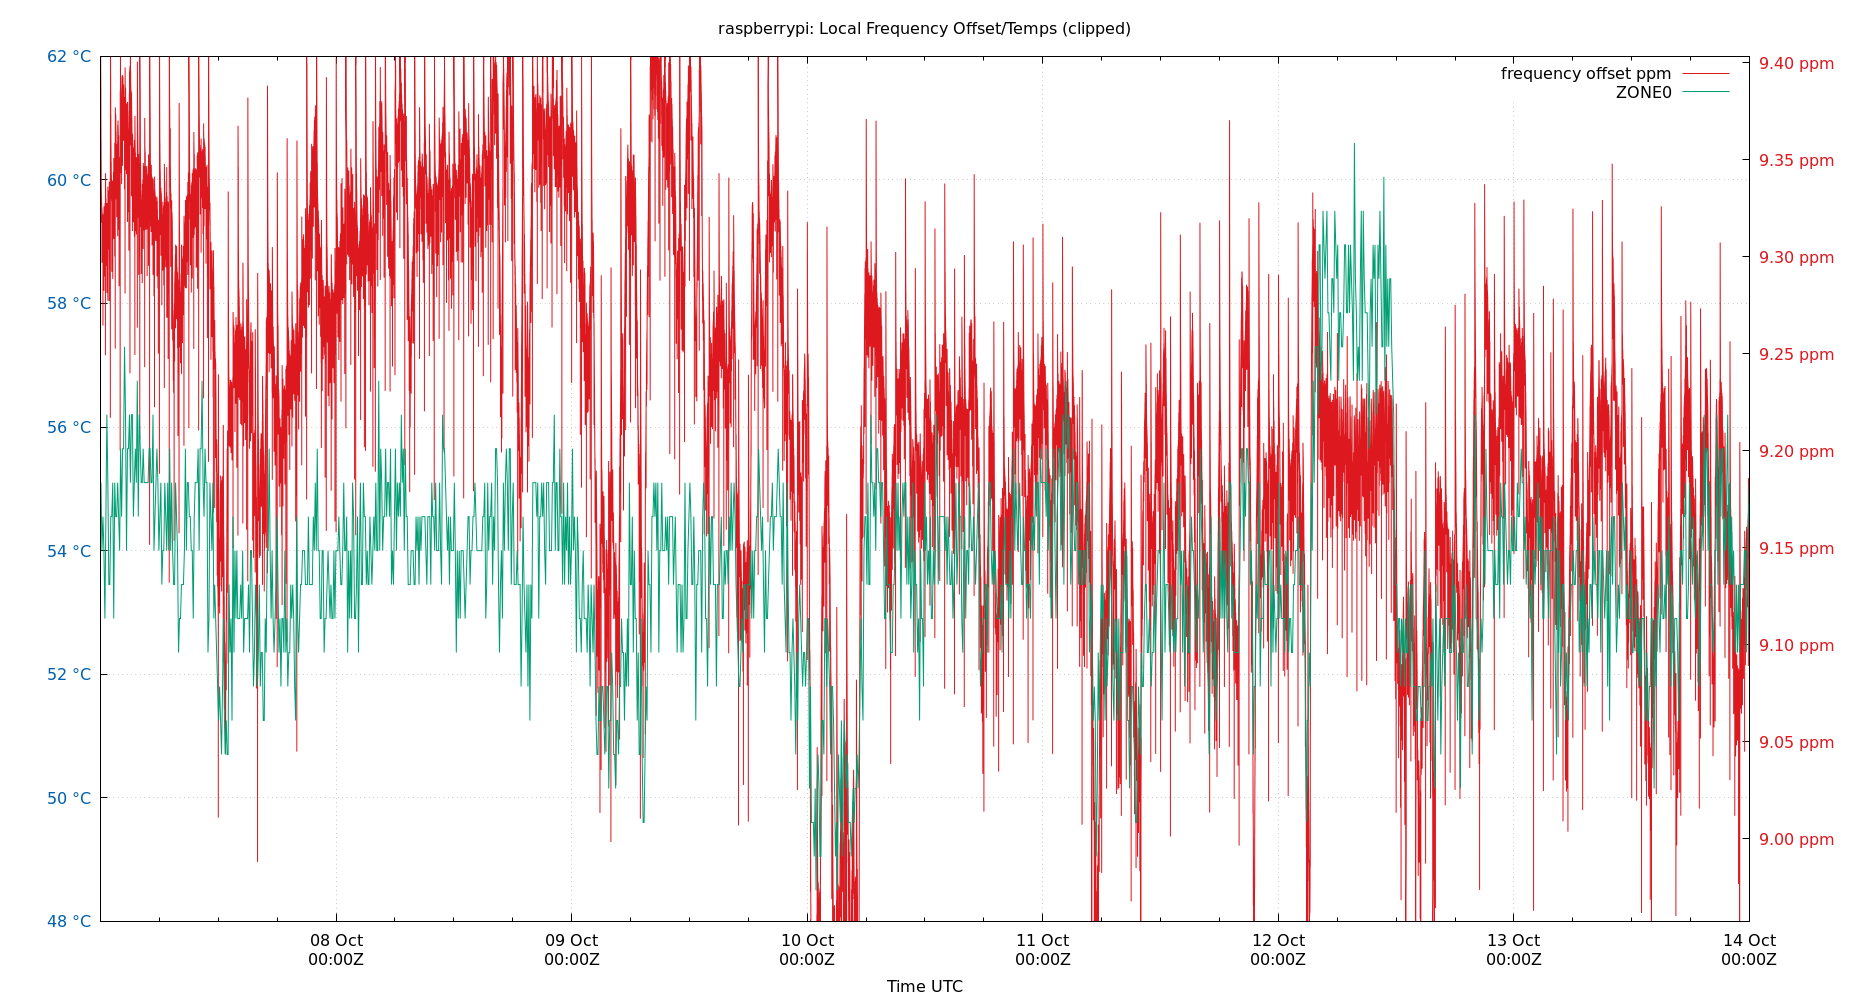 raspberrypi: Local Frequency Offset/Temps (clipped)
62 °C
60 °C
58 °C
56 °C
54 °C
52 °C
50 °C
48 °C
frequency offset ppm
ZONE0
9.40 ppm
9.35 ppm
9.30 ppm
9.25 ppm
9.20 ppm
9.15 ppm
9.10 ppm
9.05 ppm
9.00 ppm
08 Oct 09 Oct 10 Oct 11 Oct 12 Oct 13 Oct 14 Oct
00:00Z 00:00Z 00:00Z 00:00Z 00:00Z 00:00Z 00:00Z
Time UTC